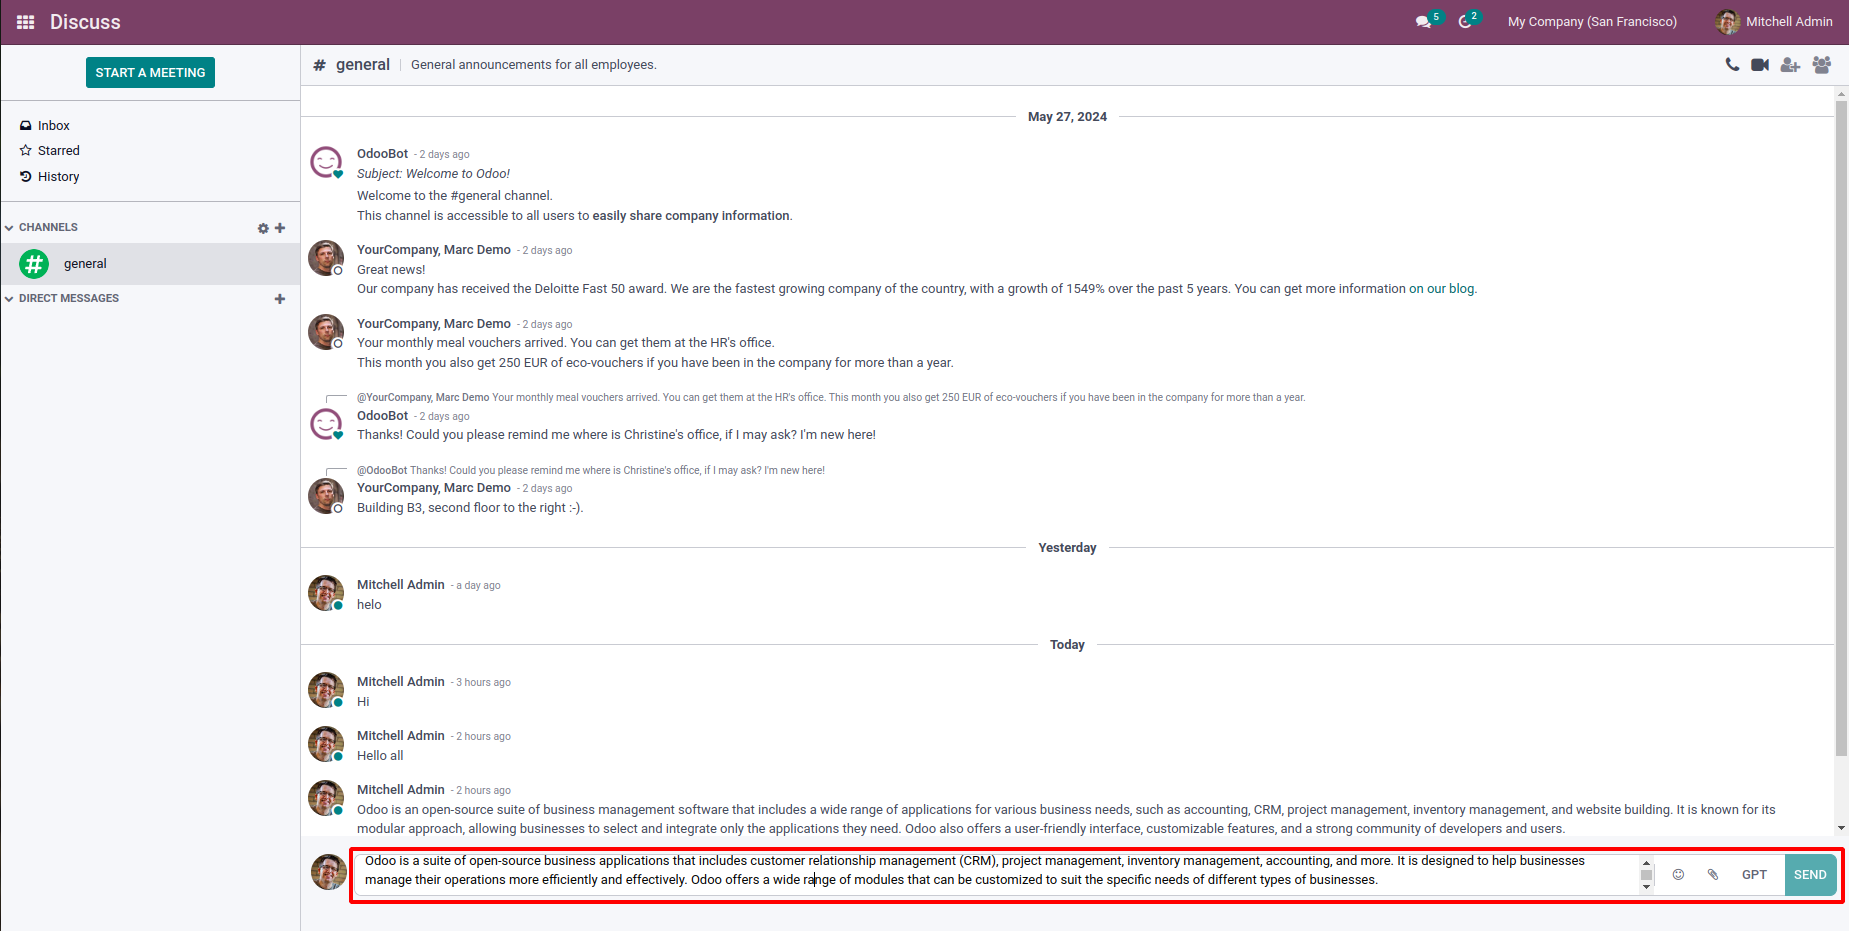 Discuss
5
2
My Company (San Francisco)
Mitchell Admin
START A MEETING
Inbox
Starred
History
CHANNELS
# general
DIRECT MESSAGES
# general
General announcements for all employees.
May 27, 2024
OdooBot - 2 days ago
Subject: Welcome to Odoo!
Welcome to the #general channel.
This channel is accessible to all users to easily share company information.
YourCompany, Marc Demo - 2 days ago
Great news!
Our company has received the Deloitte Fast 50 award. We are the fastest growing company of the country, with a growth of 1549% over the past 5 years. You can get more information on our blog.
YourCompany, Marc Demo - 2 days ago
Your monthly meal vouchers arrived. You can get them at the HR's office.
This month you also get 250 EUR of eco-vouchers if you have been in the company for more than a year.
@YourCompany, Marc Demo Your monthly meal vouchers arrived. You can get them at the HR's office. This month you also get 250 EUR of eco-vouchers if you have been in the company for more than a year.
OdooBot - 2 days ago
Thanks! Could you please remind me where is Christine's office, if I may ask? I'm new here!
@OdooBot Thanks! Could you please remind me where is Christine's office, if I may ask? I'm new here!
YourCompany, Marc Demo - 2 days ago
Building B3, second floor to the right :-).
Yesterday
Mitchell Admin - a day ago
helo
Today
Mitchell Admin - 3 hours ago
Hi
Mitchell Admin - 2 hours ago
Hello all
Mitchell Admin - 2 hours ago
Odoo is an open-source suite of business management software that includes a wide range of applications for various business needs, such as accounting, CRM, project management, inventory management, and website building. It is known for its
modular approach, allowing businesses to select and integrate only the applications they need. Odoo also offers a user-friendly interface, customizable features, and a strong community of developers and users.
Odoo is a suite of open-source business applications that includes customer relationship management (CRM), project management, inventory management, accounting, and more. It is designed to help businesses
manage their operations more efficiently and effectively. Odoo offers a wide range of modules that can be customized to suit the specific needs of different types of businesses.
GPT
SEND